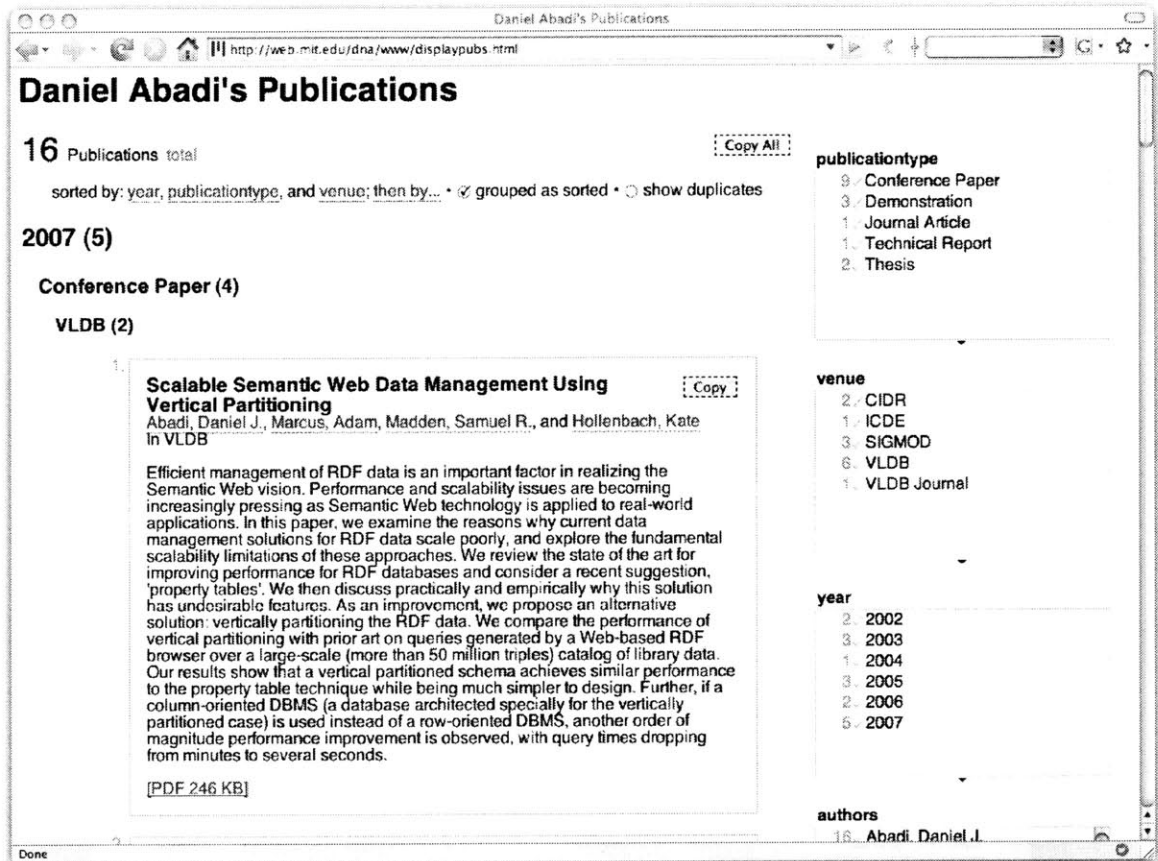 Daniel Abadi's Publications
http://web.mit.edu/dna/www/displaypubs.html
G
Daniel Abadi's Publications
16 Publications total
Copy All
sorted by: year, publicationtype, and venue; then by... • grouped as sorted • show duplicates
2007 (5)
Conference Paper (4)
VLDB (2)
1.
Scalable Semantic Web Data Management Using
Vertical Partitioning
Copy
Abadi, Daniel J., Marcus, Adam, Madden, Samuel R., and Hollenbach, Kate
In VLDB
Efficient management of RDF data is an important factor in realizing the
Semantic Web vision. Performance and scalability issues are becoming
increasingly pressing as Semantic Web technology is applied to real-world
applications. In this paper, we examine the reasons why current data
management solutions for RDF data scale poorly, and explore the fundamental
scalability limitations of these approaches. We review the state of the art for
improving performance for RDF databases and consider a recent suggestion,
'property tables'. We then discuss practically and empirically why this solution
has undesirable features. As an improvement, we propose an alternative
solution: vertically partitioning the RDF data. We compare the performance of
vertical partitioning with prior art on queries generated by a Web-based RDF
browser over a large-scale (more than 50 million triples) catalog of library data.
Our results show that a vertical partitioned schema achieves similar performance
to the property table technique while being much simpler to design. Further, if a
column-oriented DBMS (a database architected specially for the vertically
partitioned case) is used instead of a row-oriented DBMS, another order of
magnitude performance improvement is observed, with query times dropping
from minutes to several seconds.
[PDF 246 KB]
2.
publicationtype
9 Conference Paper
3 Demonstration
1 Journal Article
1 Technical Report
2 Thesis
venue
2 CIDR
1 ICDE
3 SIGMOD
6 VLDB
1 VLDB Journal
year
2 2002
3 2003
1 2004
3 2005
2 2006
5 2007
authors
16 Abadi, Daniel J.
Done